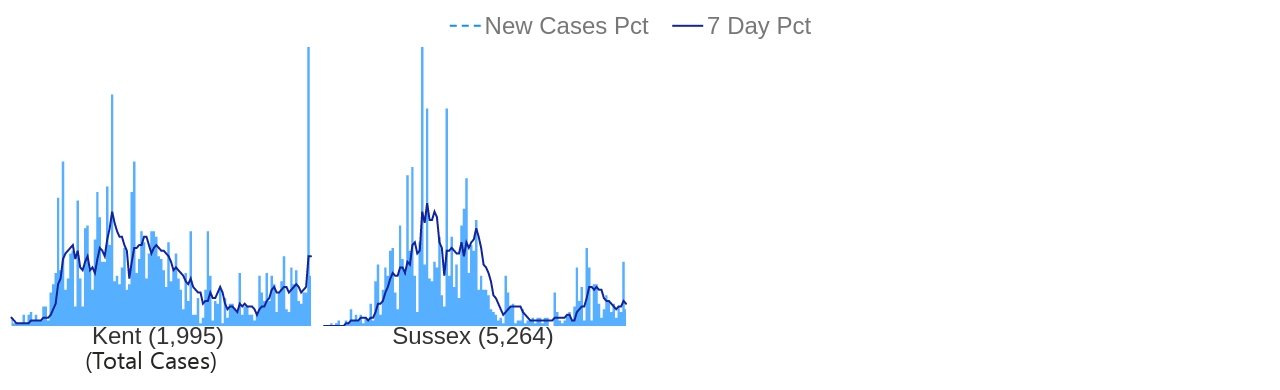 New Cases Pct 7 Day Pct
Kent (1,995) Sussex (5,264)
(Total Cases)